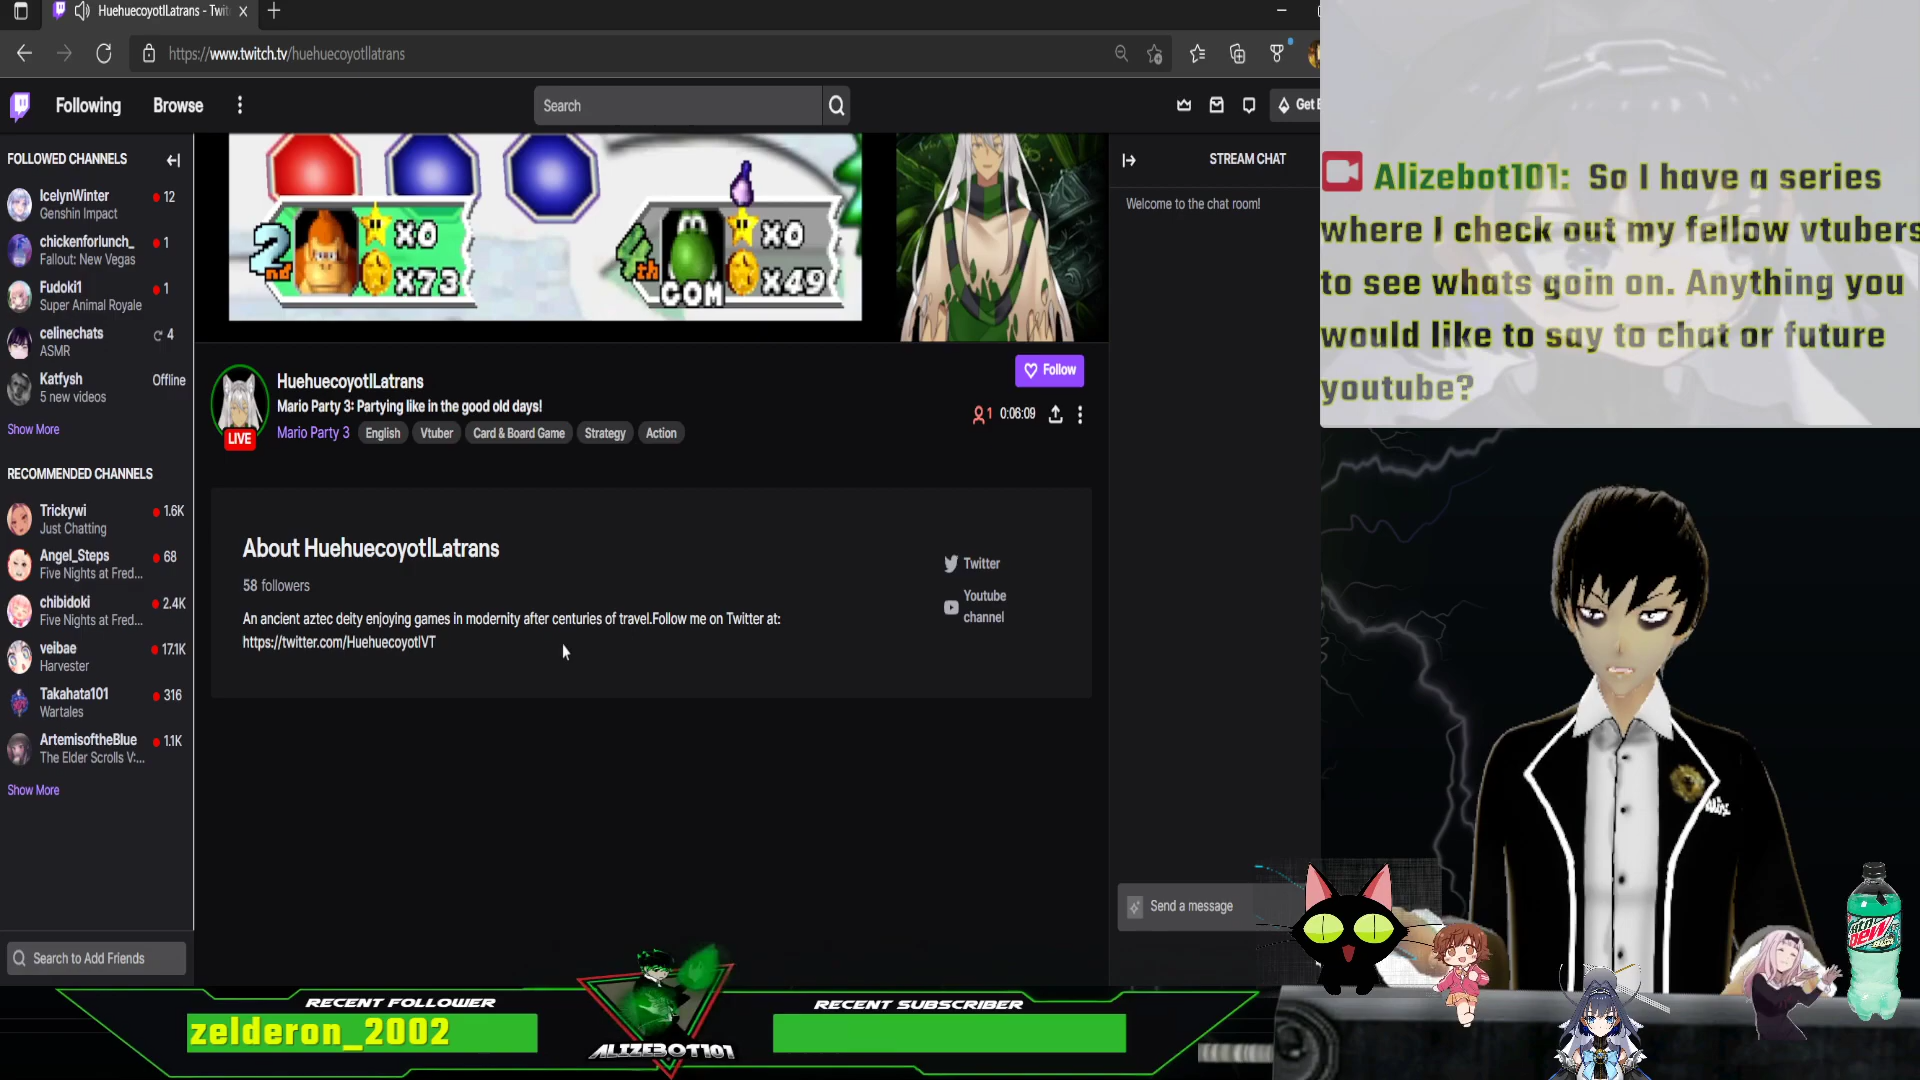 HuehuecoyotlLatrans - Twit
https://www.twitch.tv/huehuecoyotllatrans
Following
Browse
Search
Get B
FOLLOWED CHANNELS
IcelynWinter
12
Genshin Impact
chickenforlunch_
1
Fallout: New Vegas
Fudoki1
1
Super Animal Royale
celinechats
4
ASMR
Katfysh
Offline
5 new videos
Show More
RECOMMENDED CHANNELS
Trickywi
1.6K
Just Chatting
Angel_Steps
68
Five Nights at Fred...
chibidoki
2.4K
Five Nights at Fred...
veibae
17.1K
Harvester
Takahata101
316
Wartales
ArtemisoftheBlue
1.1K
The Elder Scrolls V:...
Show More
Search to Add Friends
2nd
X0
X73
4th
COM
X0
X49
HuehuecoyotlLatrans
Mario Party 3: Partying like in the good old days!
Mario Party 3
English
Vtuber
Card & Board Game
Strategy
Action
LIVE
Follow
1
0:06:09
About HuehuecoyotlLatrans
58 followers
An ancient aztec deity enjoying games in modernity after centuries of travel.Follow me on Twitter at:
https://twitter.com/HuehuecoyotlVT
Twitter
Youtube
channel
STREAM CHAT
Welcome to the chat room!
Send a message
Alizebot101: So I have a series
where I check out my fellow vtubers
to see whats goin on. Anything you
would like to say to chat or future
youtube?
RECENT FOLLOWER
zelderon_2002
ALIZEBOT101
RECENT SUBSCRIBER
MTN
DEW